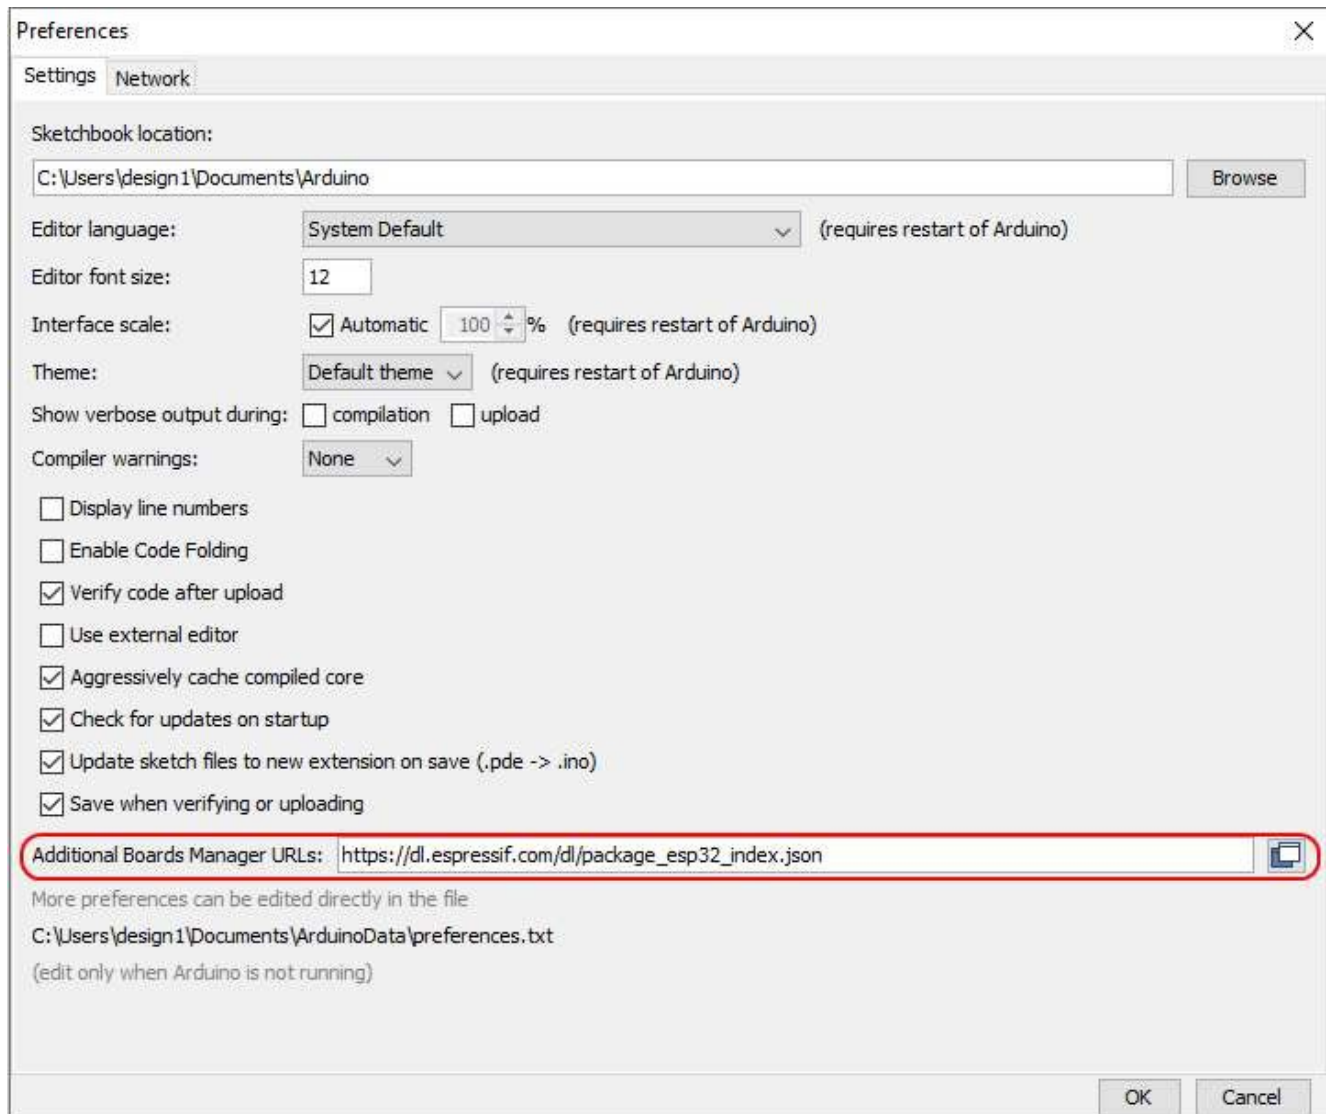 Preferences
Settings Network
Sketchbook location:
C:\Users\design1\Documents\Arduino Browse
Editor language: System Default (requires restart of Arduino)
Editor font size: 12
Interface scale: Automatic 100 % (requires restart of Arduino)
Theme: Default theme (requires restart of Arduino)
Show verbose output during: compilation upload
Compiler warnings: None
Display line numbers
Enable Code Folding
Verify code after upload
Use external editor
Aggressively cache compiled core
Check for updates on startup
Update sketch files to new extension on save (.pde -> .ino)
Save when verifying or uploading
Additional Boards Manager URLs: https://dl.espressif.com/dl/package_esp32_index.json
More preferences can be edited directly in the file
C:\Users\design1\Documents\ArduinoData\preferences.txt
(edit only when Arduino is not running)
OK Cancel